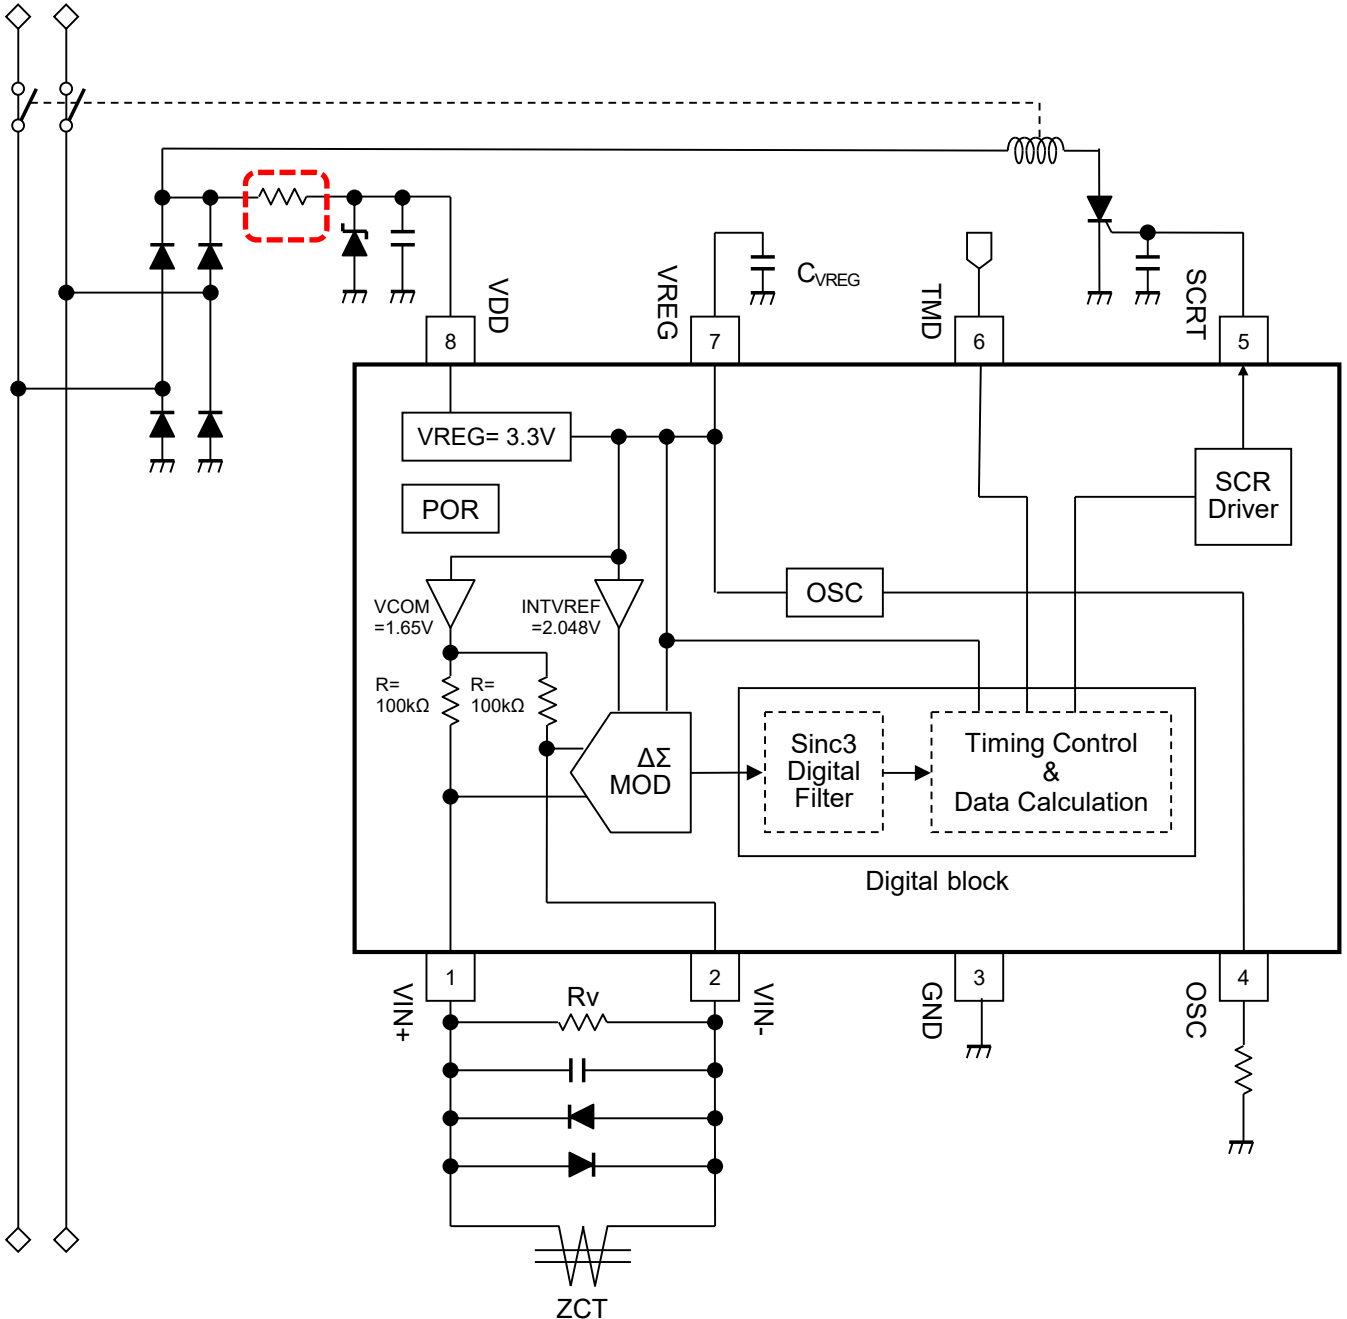 CVREG
VDD
VREG
TMD
SCRT
8
7
6
5
VREG= 3.3V
POR
SCR
Driver
OSC
VCOM
=1.65V
INTVREF
=2.048V
R=
100kΩ
R=
100kΩ
ΔΣ
MOD
Sinc3
Digital
Filter
Timing Control
&
Data Calculation
Digital block
1
2
3
4
VIN+
VIN-
GND
OSC
Rv
ZCT